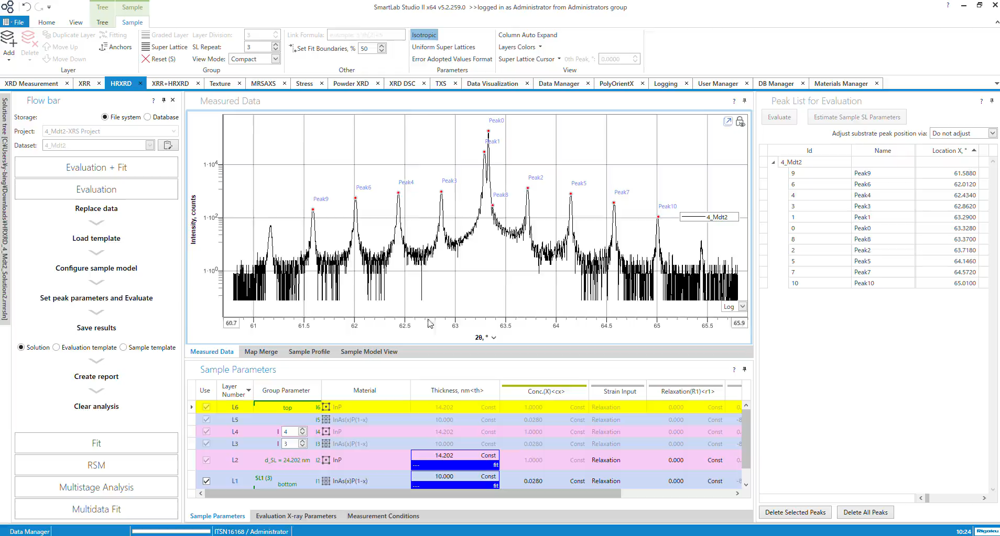 SmartLab Studio II x64 v5.2.259.0 >>logged in as Administrator from Administrators group
Tree Sample
File Home View Tree Sample
Add
Delete
Duplicate Layer
Move Up
Move Down
Fitting
Anchors
Layer
Graded Layer Layer Division: 3
Super Lattice SL Repeat: 3
Reset (S) View Mode: Compact
Group
Link Formula:
Set Fit Boundaries, % 50
Other
Isotropic
Uniform Super Lattices
Error Adopted Values Format
Parameters
Column Auto Expand
Layers Colors
Super Lattice Cursor 0th Peak, °: 0.0000
View
XRD Measurement XRR HRXRD XRR+HRXRD Texture MRSAXS Stress Powder XRD XRD DSC TXS Data Visualization Data Manager PolyOrientX Logging User Manager DB Manager Materials Manager
Solution tree [C:¥Users¥y-bing¥Downloads¥HRXRD_4_Mdt2_Solution2.nmrsln]
Flow bar
Storage: File system Database
Project: 4_Mdt2-XRS Project
Dataset: 4_Mdt2
Evaluation + Fit
Evaluation
Replace data
Load template
Configure sample model
Set peak parameters and Evaluate
Save results
Solution Evaluation template Sample template
Create report
Clear analysis
Fit
RSM
Multistage Analysis
Multidata Fit
Measured Data
Intensity, counts
1·10⁴
1·10²
1·10⁰
Peak9
Peak6
Peak4
Peak3
Peak0
Peak1
Peak8
Peak2
Peak5
Peak7
Peak10
4_Mdt2
Log
60.7 61 61.5 62 62.5 63 63.5 64 64.5 65 65.5 65.9
2θ, °
Measured Data Map Merge Sample Profile Sample Model View
Sample Parameters
Use Layer Number Group Parameter Material Thickness, nm<th> Conc.(X)<cx> Strain Input Relaxation(R1)<r1>
L6 top I6 InP 14.202 Const 1.0000 Const Relaxation 0.000 Const 0.
L5 I5 InAs(x)P(1-x) 10.000 Const 0.0280 Const Relaxation 0.000 Const -8
L4 I 4 I4 InP 14.202 Const 1.0000 Const Relaxation 0.000 Const 0.
L3 I 3 I3 InAs(x)P(1-x) 10.000 Const 0.0280 Const Relaxation 0.000 Const -8
L2 d_SL = 24.202 nm I2 InP 14.202 Const --- fit 1.0000 Const Relaxation 0.000 Const 0.
L1 SL1 (3) bottom I1 InAs(x)P(1-x) 10.000 Const --- fit 0.0280 Const Relaxation 0.000 Const -8
Sample Parameters Evaluation X-ray Parameters Measurement Conditions
Peak List for Evaluation
Evaluate Estimate Sample SL Parameters
Adjust substrate peak position via: Do not adjust
Id Name Location X, °
4_Mdt2
9 Peak9 61.5880
6 Peak6 62.0120
4 Peak4 62.4340
3 Peak3 62.8620
1 Peak1 63.2900
0 Peak0 63.3280
8 Peak8 63.3700
2 Peak2 63.7180
5 Peak5 64.1460
7 Peak7 64.5720
10 Peak10 65.0100
Delete Selected Peaks Delete All Peaks
Data Manager ITSN16168 / Administrator 10:24 Rigaku